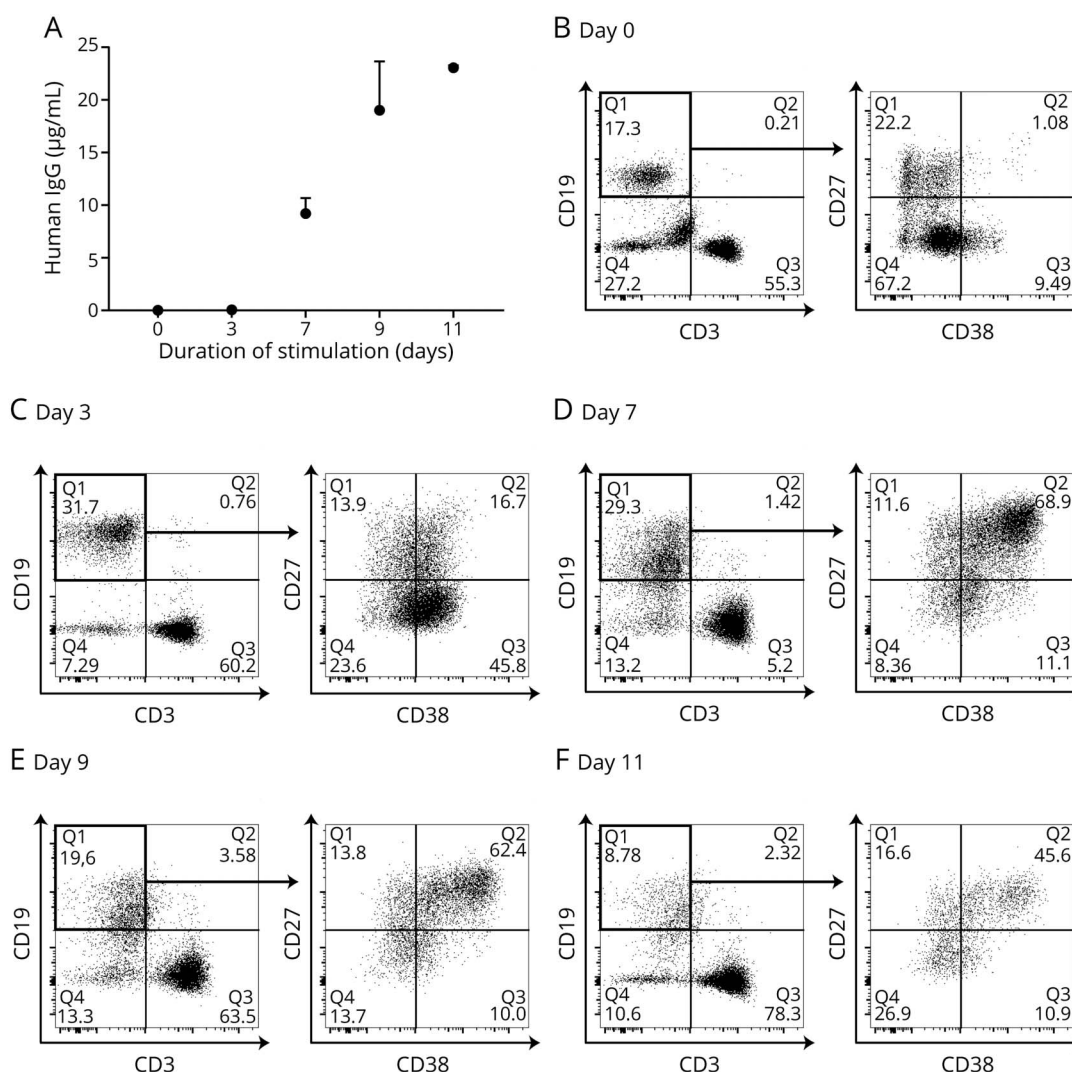 A
Human IgG (µg/mL)
25
20
15
10
5
0
0 3 7 9 11
Duration of stimulation (days)
B Day 0
Q1
17.3
Q2
0.21
Q4
27.2
Q3
55.3
CD19
CD3
Q1
22.2
Q2
1.08
Q4
67.2
Q3
9.49
CD27
CD38
C Day 3
Q1
31.7
Q2
0.76
Q4
7.29
Q3
60.2
CD19
CD3
Q1
13.9
Q2
16.7
Q4
23.6
Q3
45.8
CD27
CD38
D Day 7
Q1
29.3
Q2
1.42
Q4
13.2
Q3
5.2
CD19
CD3
Q1
11.6
Q2
68.9
Q4
8.36
Q3
11.1
CD27
CD38
E Day 9
Q1
19,6
Q2
3.58
Q4
13.3
Q3
63.5
CD19
CD3
Q1
13.8
Q2
62.4
Q4
13.7
Q3
10.0
CD27
CD38
F Day 11
Q1
8.78
Q2
2.32
Q4
10.6
Q3
78.3
CD19
CD3
Q1
16.6
Q2
45.6
Q4
26.9
Q3
10.9
CD27
CD38